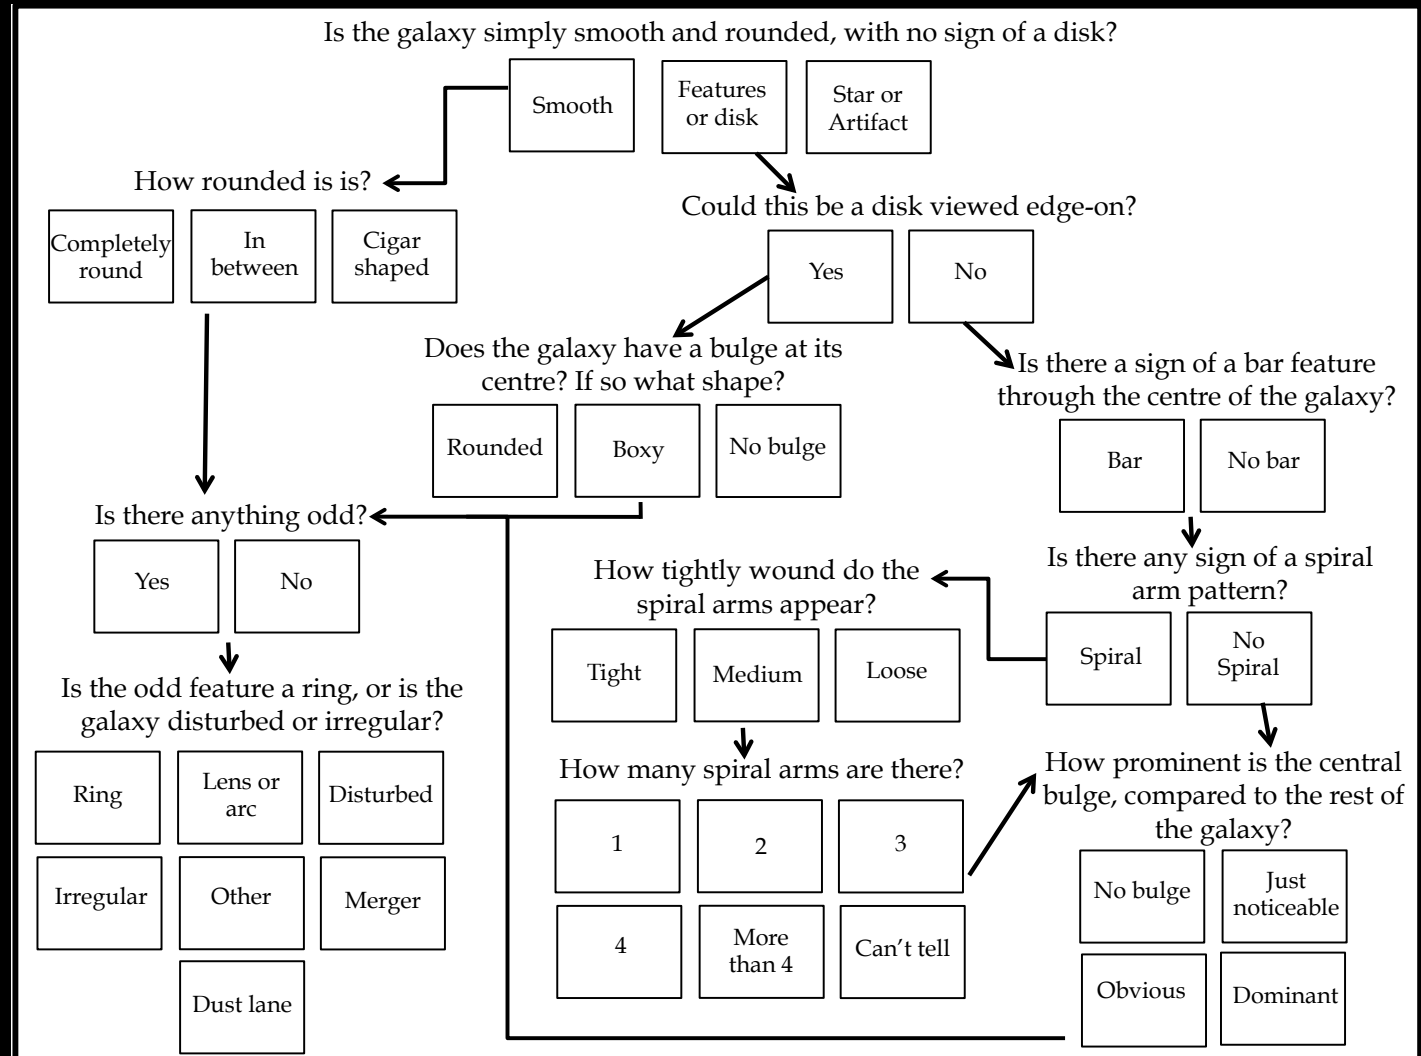 Is the galaxy simply smooth and rounded, with no sign of a disk?
Smooth
Features
or disk
Star or
Artifact
How rounded is is?
Completely
round
In
between
Cigar
shaped
Could this be a disk viewed edge-on?
Yes
No
Does the galaxy have a bulge at its
centre? If so what shape?
Rounded
Boxy
No bulge
Is there a sign of a bar feature
through the centre of the galaxy?
Bar
No bar
Is there anything odd?
Yes
No
Is there any sign of a spiral
arm pattern?
Spiral
No
Spiral
How tightly wound do the
spiral arms appear?
Tight
Medium
Loose
Is the odd feature a ring, or is the
galaxy disturbed or irregular?
Ring
Lens or
arc
Disturbed
Irregular
Other
Merger
Dust lane
How many spiral arms are there?
1
2
3
4
More
than 4
Can't tell
How prominent is the central
bulge, compared to the rest of
the galaxy?
No bulge
Just
noticeable
Obvious
Dominant